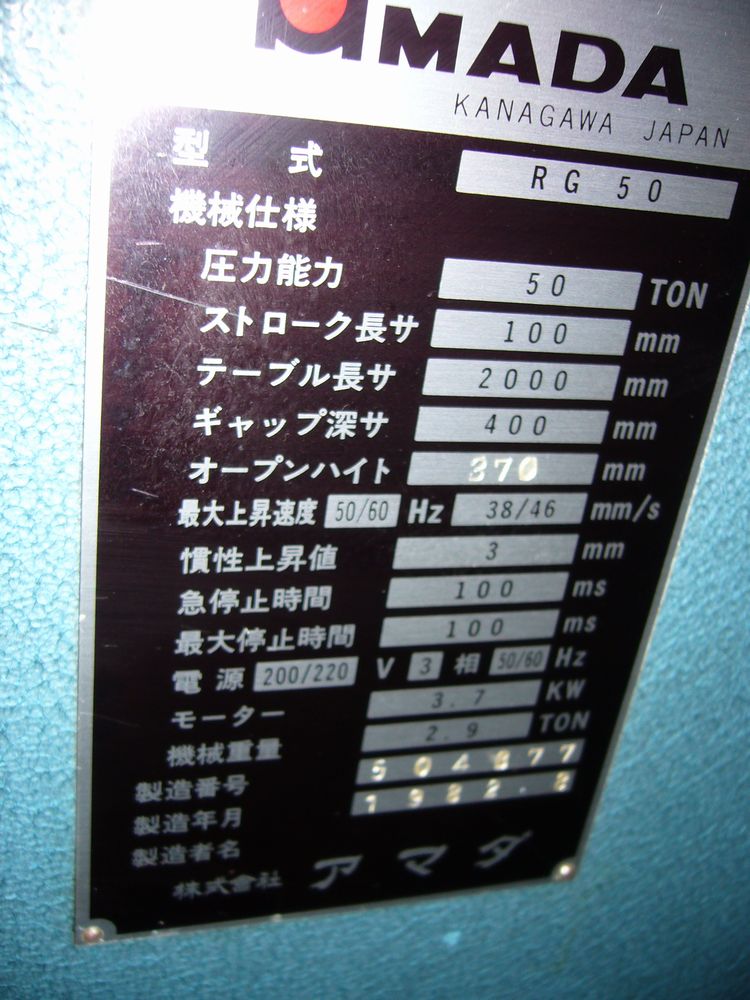 AMADA
KANAGAWA JAPAN
型式 RG 50
機械仕様
圧力能力 50 TON
ストローク長サ 100 mm
テーブル長サ 2000 mm
ギャップ深サ 400 mm
オープンハイト 370 mm
最大上昇速度 50/60 Hz 38/46 mm/s
慣性上昇値 3 mm
急停止時間 100 ms
最大停止時間 100 ms
電源 200/220 V 3 相 50/60 Hz
モーター 3.7 KW
機械重量 2.9 TON
製造番号 504677
製造年月 1982.8
製造者名
株式会社 アマダ